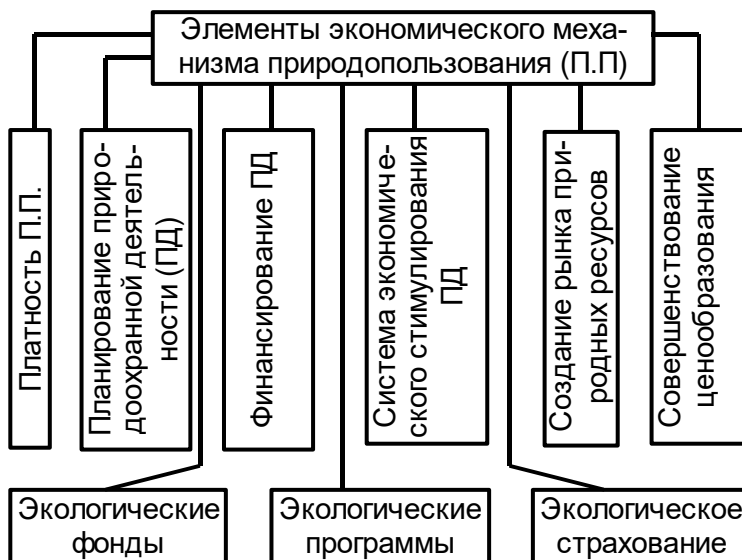 Элементы экономического меха-
низма природопользования (П.П)
Платность П.П.
Планирование приро-
доохранной деятель-
ности (ПД)
Финансирование ПД
Система экономиче-
ского стимулирования
ПД
Создание рынка при-
родных ресурсов
Совершенствование
ценообразования
Экологические
фонды
Экологические
программы
Экологическое
страхование